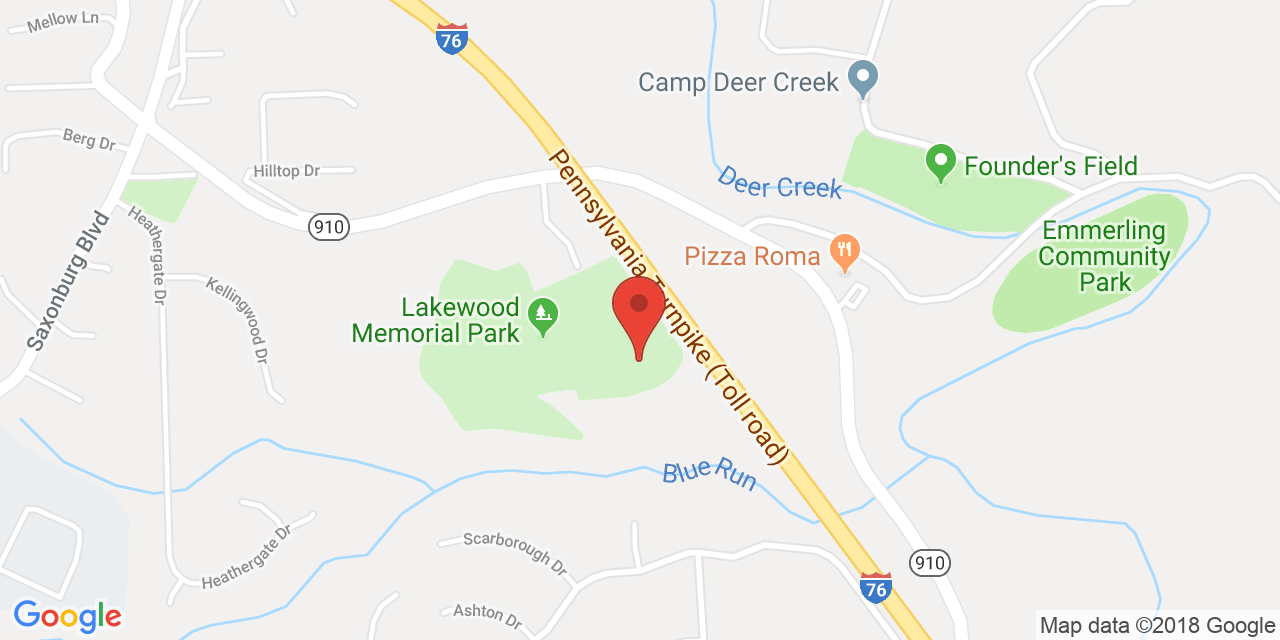 Mellow Ln
76
Camp Deer Creek
Berg Dr
Hilltop Dr
Founder's Field
Deer Creek
910
Pennsylvania Turnpike (Toll road)
Heathergate Dr
Saxonburg Blvd
Emmerling
Community
Park
Pizza Roma
Kellingwood Dr
Lakewood
Memorial Park
Blue Run
Scarborough Dr
Heathergate Dr
910
76
Ashton Dr
Google
Map data ©2018 Google